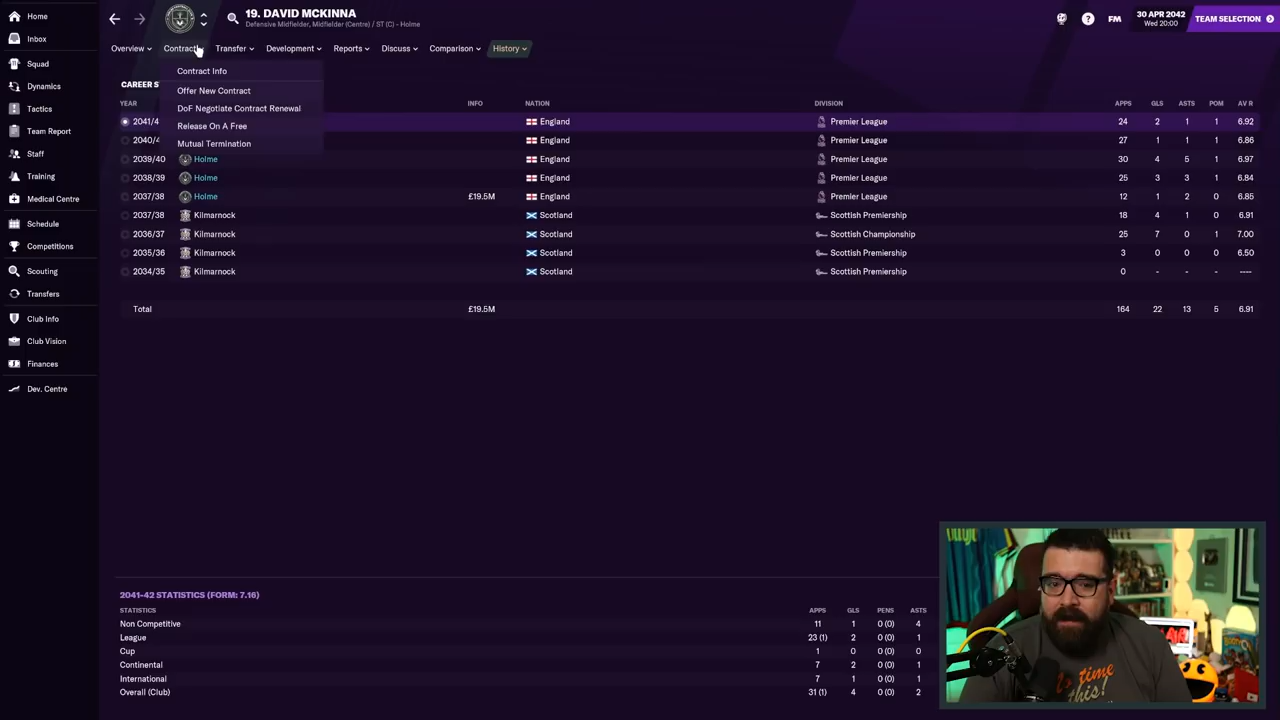 Home
Inbox
Squad
Dynamics
Tactics
Team Report
Staff
Training
Medical Centre
Schedule
Competitions
Scouting
Transfers
Club Info
Club Vision
Finances
Dev. Centre
19. DAVID MCKINNA
Defensive Midfielder, Midfielder (Centre) / ST (C) - Holme
FM
30 APR 2042
Wed 20:00
TEAM SELECTION
Overview Contract Transfer Development Reports Discuss Comparison History
Contract Info
Offer New Contract
DoF Negotiate Contract Renewal
Release On A Free
Mutual Termination
CAREER S
YEAR INFO NATION DIVISION APPS GLS ASTS POM AV R
2041/4 England Premier League 24 2 1 1 6.92
2040/4 England Premier League 27 1 1 1 6.86
2039/40 Holme England Premier League 30 4 5 1 6.97
2038/39 Holme England Premier League 25 3 3 1 6.84
2037/38 Holme £19.5M England Premier League 12 1 2 0 6.85
2037/38 Kilmarnock Scotland Scottish Premiership 18 4 1 0 6.91
2036/37 Kilmarnock Scotland Scottish Championship 25 7 0 1 7.00
2035/36 Kilmarnock Scotland Scottish Premiership 3 0 0 0 6.50
2034/35 Kilmarnock Scotland Scottish Premiership 0 - - - ----
Total £19.5M 164 22 13 5 6.91
2041-42 STATISTICS (FORM: 7.16)
STATISTICS APPS GLS PENS ASTS
Non Competitive 11 1 0 (0) 4
League 23 (1) 2 0 (0) 1
Cup 1 0 0 (0) 0
Continental 7 2 0 (0) 1
International 7 1 0 (0) 1
Overall (Club) 31 (1) 4 0 (0) 2
time
this!